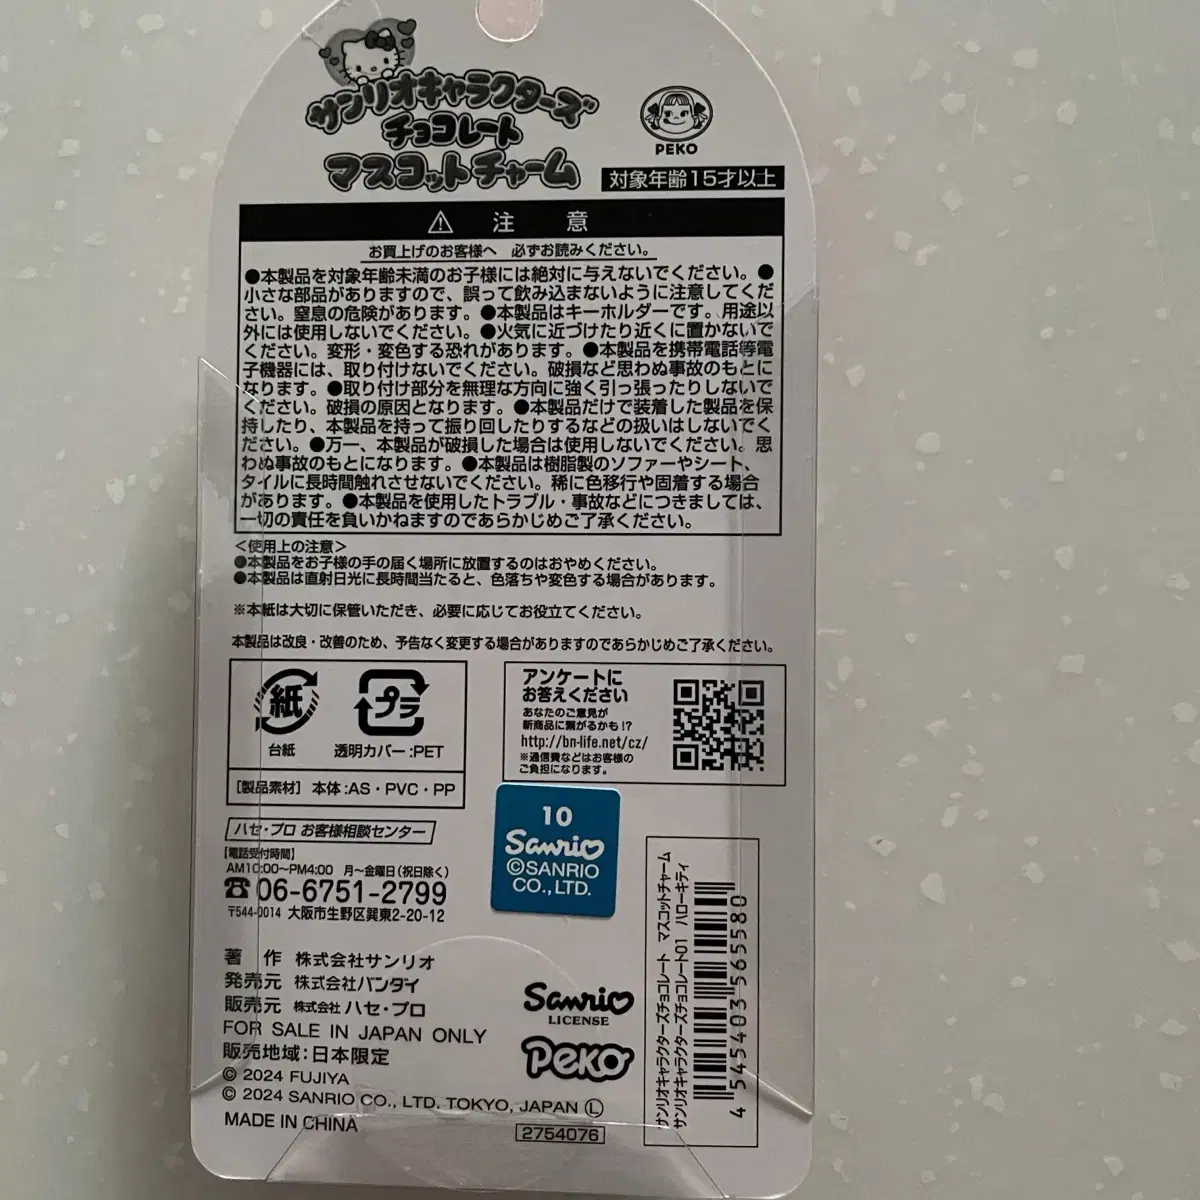 サンリオキャラクターズ
チョコレート
マスコットチャーム
PEKO
対象年齢15才以上
注意
お買上げのお客様へ 必ずお読みください。
●本製品を対象年齢未満のお子様には絶対に与えないでください。●
小さな部品がありますので、誤って飲み込まないように注意してくだ
さい。窒息の危険があります。●本製品はキーホルダーです。用途以
外には使用しないでください。●火気に近づけたり近くに置かないで
ください。変形・変色する恐れがあります。●本製品を携帯電話等電
子機器には、取り付けないでください。破損など思わぬ事故のもとに
なります。●取り付け部分を無理な方向に強く引っ張ったりしないで
ください。破損の原因となります。●本製品だけで装着した製品を保
持したり、本製品を持って振り回したりするなどの扱いはしないでく
ださい。●万一、本製品が破損した場合は使用しないでください。思
わぬ事故のもとになります。●本製品は樹脂製のソファーやシート、
タイルに長時間触れさせないでください。稀に色移行や固着する場合
があります。●本製品を使用したトラブル・事故などにつきましては、
一切の責任を負いかねますのであらかじめご了承ください。
<使用上の注意>
●本製品をお子様の手の届く場所に放置するのはおやめください。
●本製品は直射日光に長時間当たると、色落ちや変色する場合があります。
※本紙は大切に保管いただき、必要に応じてお役立てください。
本製品は改良・改善のため、予告なく変更する場合がありますのであらかじめご了承ください。
紙
台紙
プラ
透明カバー:PET
[製品素材] 本体:AS・PVC・PP
アンケートに
お答えください
あなたのご意見が
新商品に繋がるかも!?
http://bn-life.net/cz/
※通信費などはお客様の
ご負担になります。
ハセ・プロ お客様相談センター
【電話受付時間】
AM10:00〜PM4:00 月〜金曜日(祝日除く)
☎06-6751-2799
〒544-0014 大阪市生野区巽東2-20-12
10
Sanrio
©SANRIO
CO.,LTD.
著作 株式会社サンリオ
発売元 株式会社バンダイ
販売元 株式会社ハセ・プロ
FOR SALE IN JAPAN ONLY
販売地域:日本限定
© 2024 FUJIYA
© 2024 SANRIO CO., LTD. TOKYO, JAPAN Ⓛ
MADE IN CHINA
Sanrio
LICENSE
PeKo
2754076
サンリオキャラクターズチョコレート マスコットチャーム
サンリオキャラクターズチョコレート01 ハローキティ
4 545403 565580